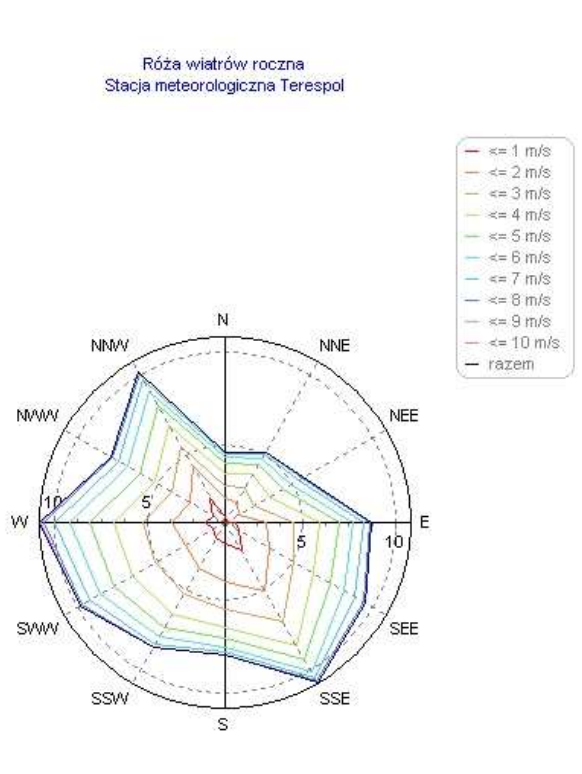 Róża wiatrów roczna
Stacja meteorologiczna Terespol
<= 1 m/s
<= 2 m/s
<= 3 m/s
<= 4 m/s
<= 5 m/s
<= 6 m/s
<= 7 m/s
<= 8 m/s
<= 9 m/s
<= 10 m/s
razem
N
NNW
NNE
NWW
NEE
10
5
W
E
5
10
SWW
SEE
SSW
SSE
S